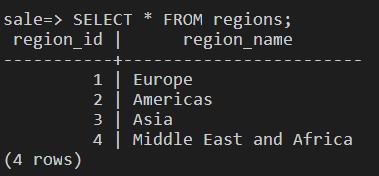 sale=> SELECT * FROM regions;
 region_id |      region_name
-----------+------------------------
         1 | Europe
         2 | Americas
         3 | Asia
         4 | Middle East and Africa
(4 rows)